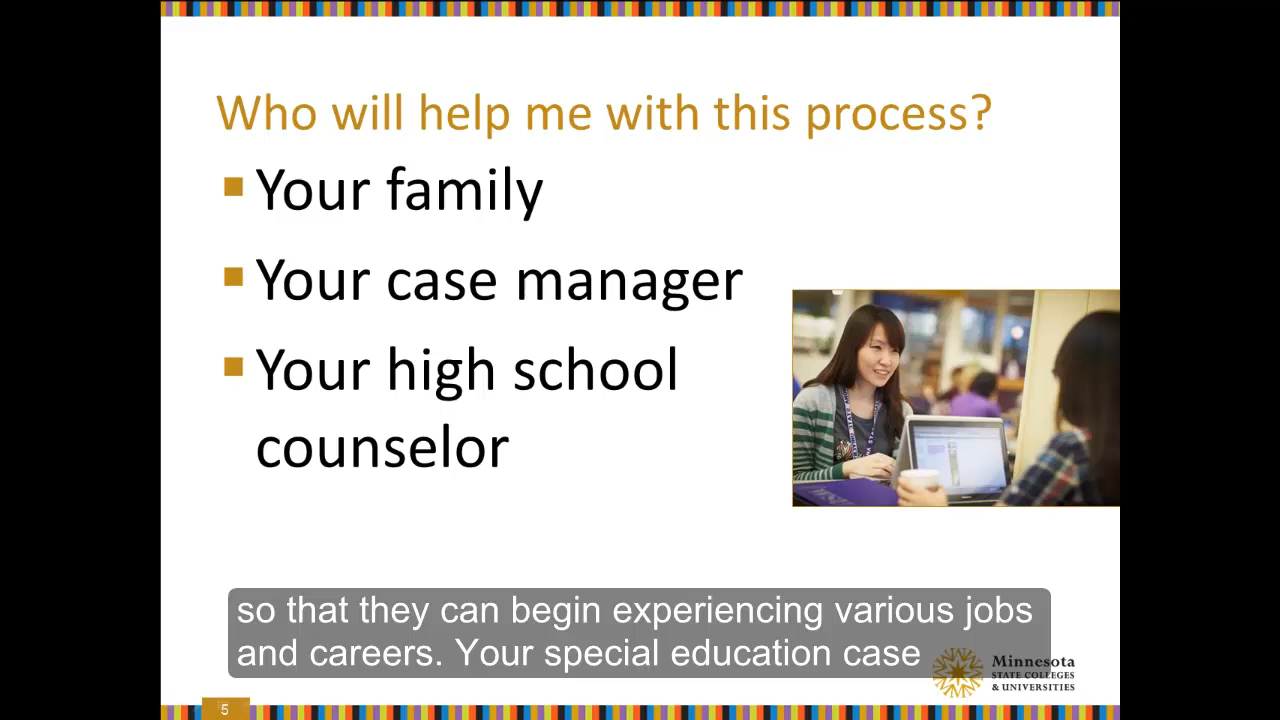 Who will help me with this process?
Your family
Your case manager
Your high school
counselor
so that they can begin experiencing various jobs
and careers. Your special education case
Minnesota
STATE COLLEGES
& UNIVERSITIES
5